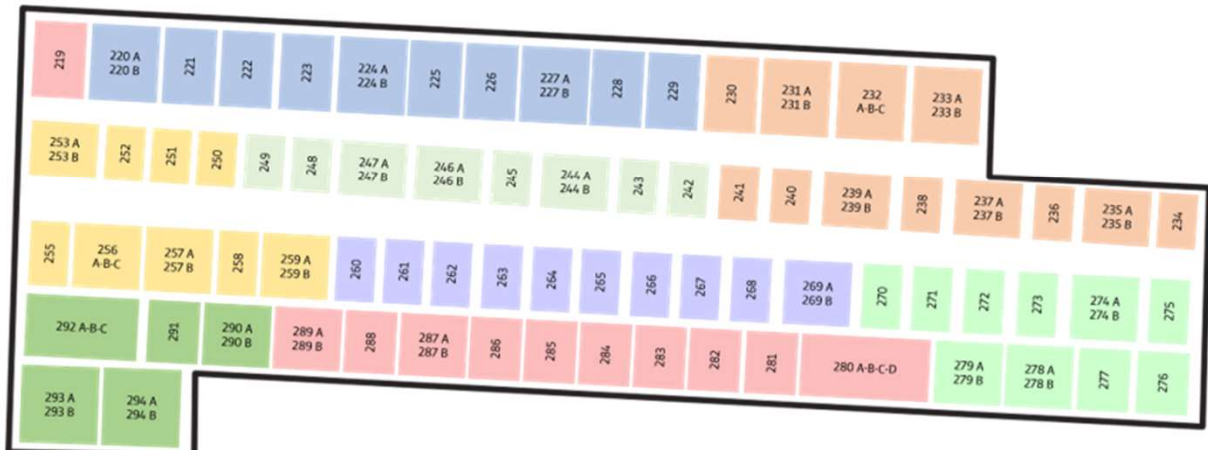 219
220 A
220 B
221
222
223
224 A
224 B
225
226
227 A
227 B
228
229
230
231 A
231 B
232
A-B-C
233 A
233 B
253 A
253 B
252
251
250
249
248
247 A
247 B
246 A
246 B
245
244 A
244 B
243
242
241
240
239 A
239 B
238
237 A
237 B
236
235 A
235 B
234
255
256
A-B-C
257 A
257 B
258
259 A
259 B
260
261
262
263
264
265
266
267
268
269 A
269 B
270
271
272
273
274 A
274 B
275
292 A-B-C
291
290 A
290 B
289 A
289 B
288
287 A
287 B
286
285
284
283
282
281
280 A-B-C-D
279 A
279 B
278 A
278 B
277
276
293 A
293 B
294 A
294 B